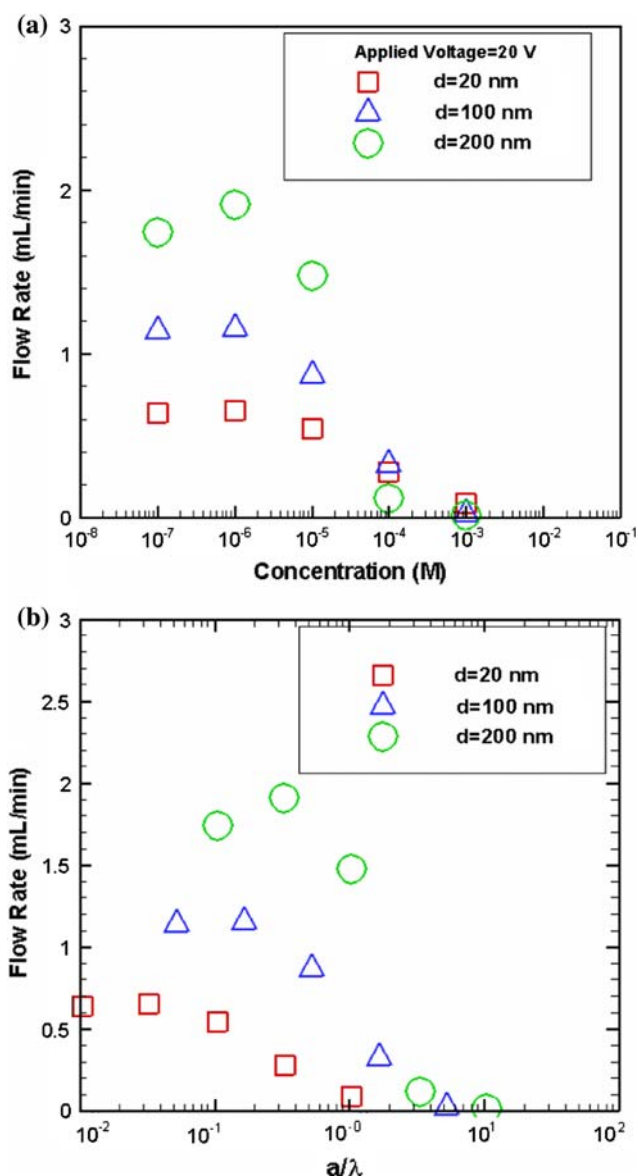 (a)
3
2
1
0
Flow Rate (mL/min)
Applied Voltage=20 V
d=20 nm
d=100 nm
d=200 nm
10⁻⁸ 10⁻⁷ 10⁻⁶ 10⁻⁵ 10⁻⁴ 10⁻³ 10⁻² 10⁻¹
Concentration (M)
(b)
3
2.5
2
1.5
1
0.5
0
Flow Rate (mL/min)
d=20 nm
d=100 nm
d=200 nm
10⁻² 10⁻¹ 10⁻⁰ 10¹ 10²
a/λ